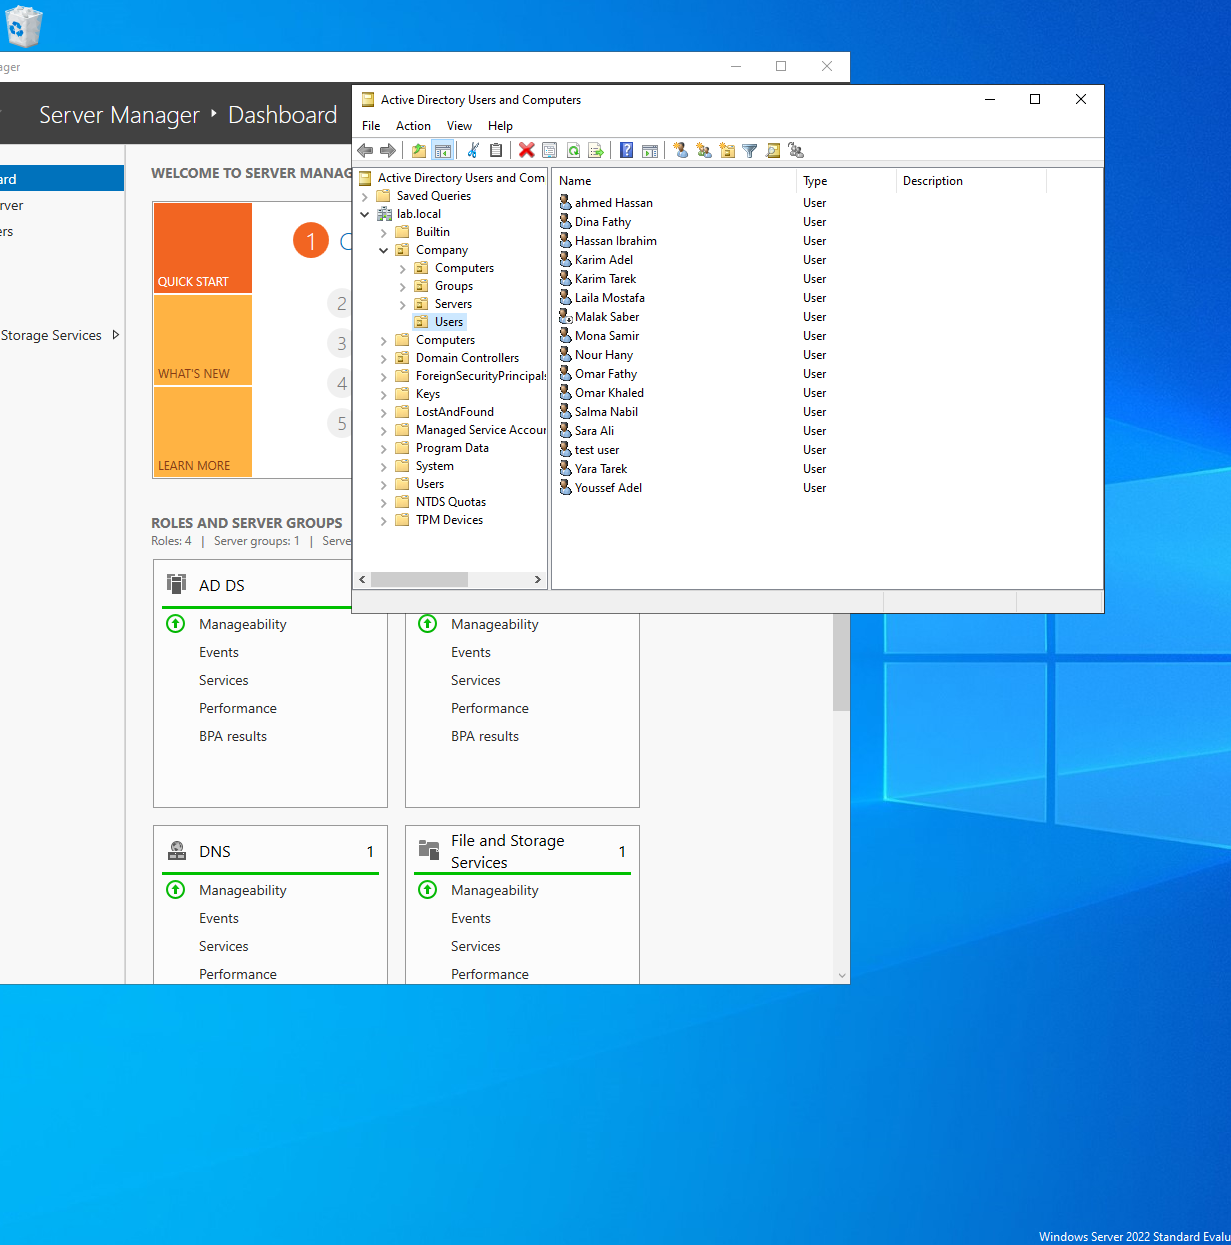 ager
Server Manager
Dashboard
ard
rver
ers
Storage Services
WELCOME TO SERVER MANAG
QUICK START
WHAT'S NEW
LEARN MORE
1
2
3
4
5
ROLES AND SERVER GROUPS
Roles: 4 | Server groups: 1 | Serve
AD DS
Manageability
Events
Services
Performance
BPA results
Manageability
Events
Services
Performance
BPA results
DNS 1
Manageability
Events
Services
Performance
File and Storage
Services 1
Manageability
Events
Services
Performance
Active Directory Users and Computers
File Action View Help
Active Directory Users and Com
Saved Queries
lab.local
Builtin
Company
Computers
Groups
Servers
Users
Computers
Domain Controllers
ForeignSecurityPrincipals
Keys
LostAndFound
Managed Service Accour
Program Data
System
Users
NTDS Quotas
TPM Devices
Name Type Description
ahmed Hassan User
Dina Fathy User
Hassan Ibrahim User
Karim Adel User
Karim Tarek User
Laila Mostafa User
Malak Saber User
Mona Samir User
Nour Hany User
Omar Fathy User
Omar Khaled User
Salma Nabil User
Sara Ali User
test user User
Yara Tarek User
Youssef Adel User
Windows Server 2022 Standard Evalu